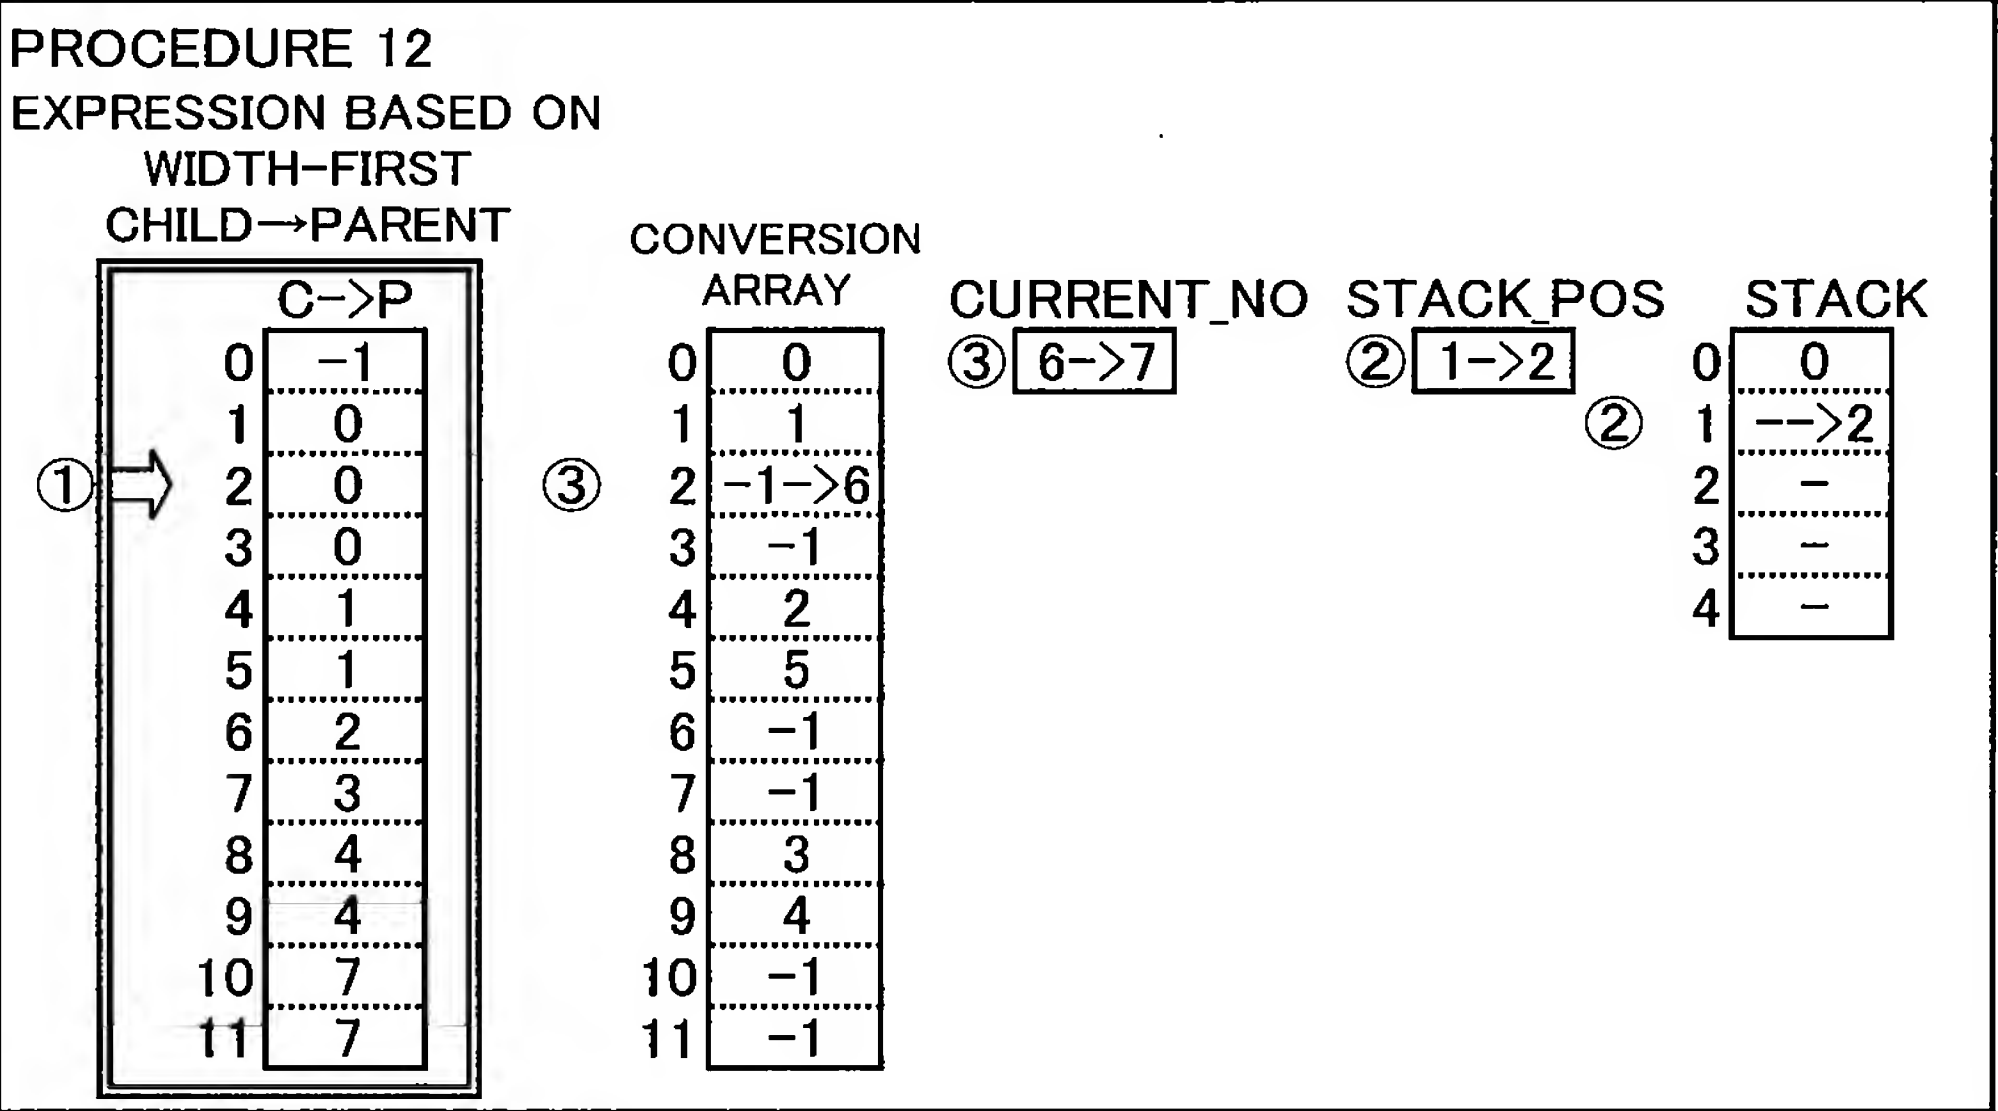 PROCEDURE 12
EXPRESSION BASED ON
WIDTH-FIRST
CHILD→PARENT
C->P
0 -1
1 0
① 2 0
3 0
4 1
5 1
6 2
7 3
8 4
9 4
10 7
11 7
CONVERSION
ARRAY
0 0
1 1
③ 2 -1->6
3 -1
4 2
5 5
6 -1
7 -1
8 3
9 4
10 -1
11 -1
CURRENT_NO
③ 6->7
STACK_POS
② 1->2
STACK
0 0
② 1 -->2
2 -
3 -
4 -